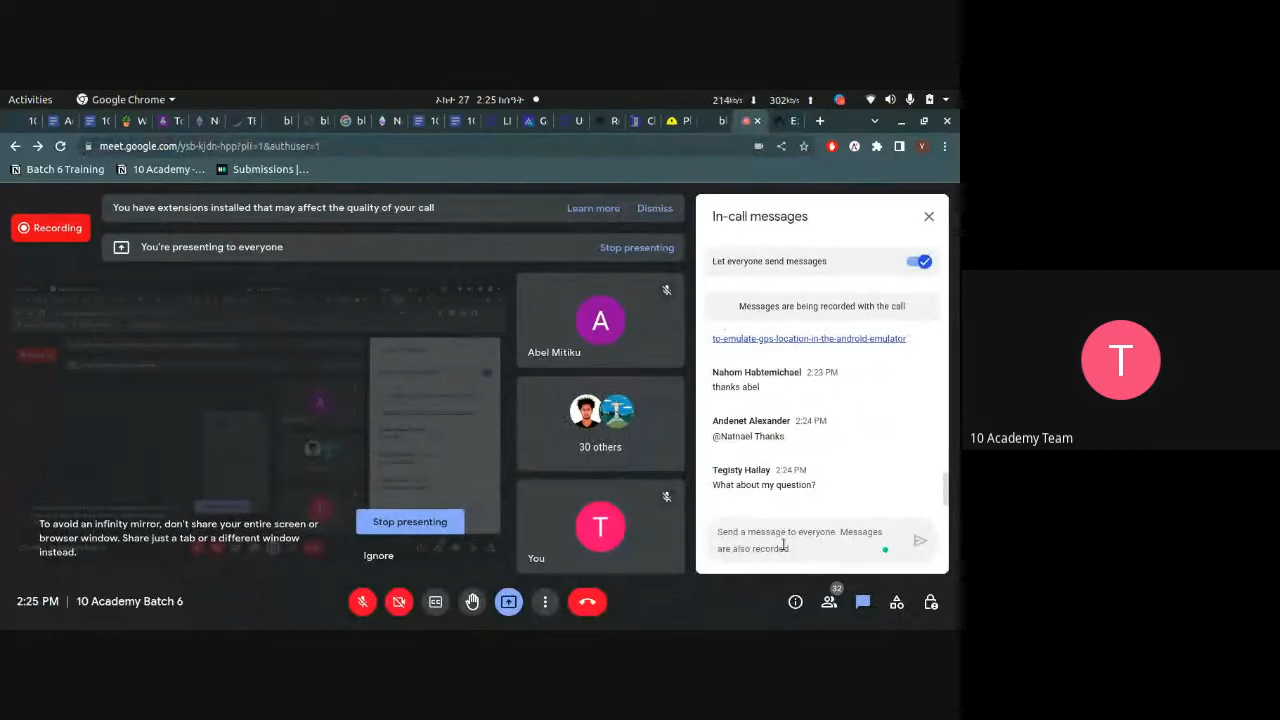 Activities
Google Chrome
214kb/s
302kb/s
meet.google.com/ysb-kjdn-hpp?pli=1&authuser=1
Batch 6 Training
10 Academy -...
Submissions |...
Recording
You have extensions installed that may affect the quality of your call
Learn more
Dismiss
You're presenting to everyone
Stop presenting
To avoid an infinity mirror, don't share your entire screen or
browser window. Share just a tab or a different window
instead.
Stop presenting
Ignore
A
Abel Mitiku
30 others
T
You
In-call messages
Let everyone send messages
Messages are being recorded with the call
to-emulate-gps-location-in-the-android-emulator
Nahom Habtemichael 2:23 PM
thanks abel
Andenet Alexander 2:24 PM
@Natnael Thanks
Tegisty Hailay 2:24 PM
What about my question?
Send a message to everyone. Messages
are also recorded
2:25 PM | 10 Academy Batch 6
32
T
10 Academy Team